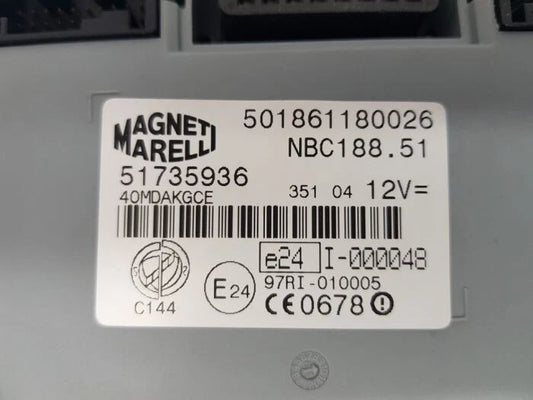 MAGNETI
MARELLI
501861180026
NBC188.51
51735936
351 04 12V=
40MDAKGCE
e24 I-000048
E24
97RI-010005
C144
CE0678